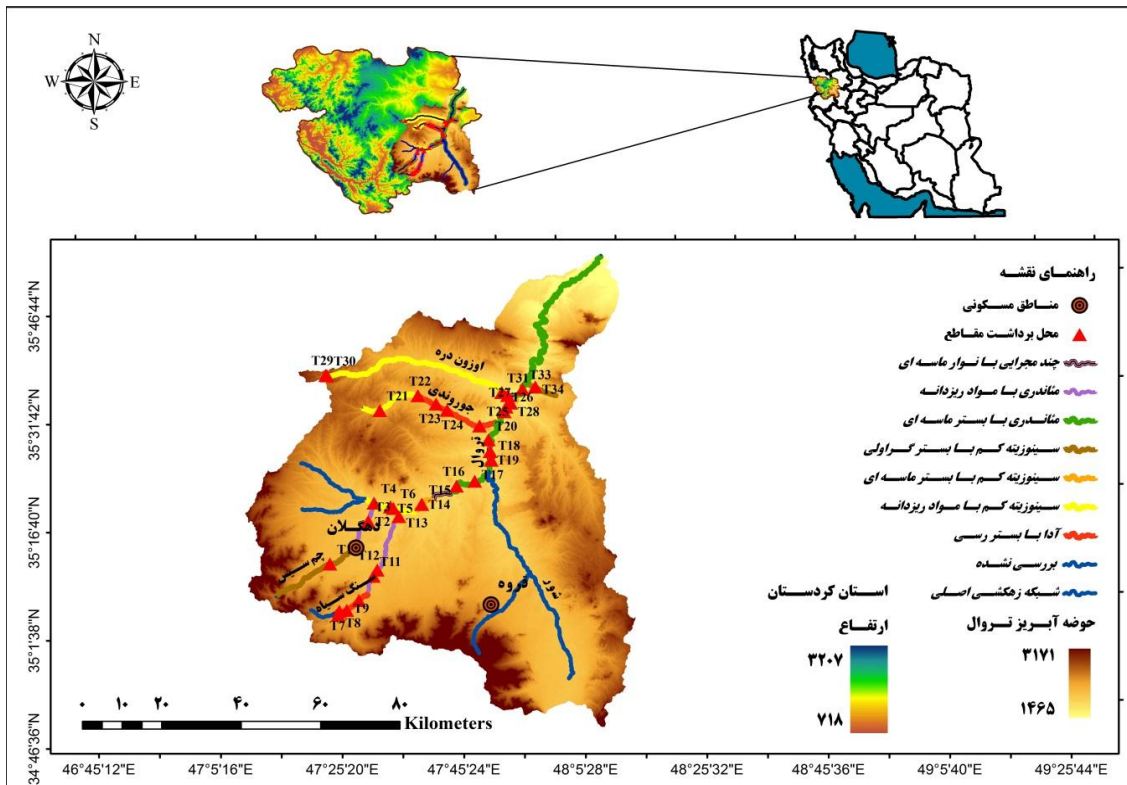 N
W E
S
راهنمای نقشه
مناطق مسکونی
محل برداشت مقاطع
چند مجرایی با نوار ماسه ای
مئاندری با مواد ریزدانه
مئاندری با بستر ماسه ای
سینوزیته کم با بستر گراولی
سینوزیته کم با بستر ماسه ای
سینوزیته کم با مواد ریزدانه
آدا با بستر رسی
بررسی نشده
شبکه زهکشی اصلی
استان کردستان
ارتفاع
۳۲۰۷
۷۱۸
حوضه آبریز تروال
۳۱۷۱
۱۴۶۵
35°46'44"N
35°31'42"N
35°16'40"N
35°1'38"N
34°46'36"N
T29 T30
اوزون دره
T31 T33
T34
T27
T26
T22
T21
جوروندی
T25 T28
T23
T24
T20
تروال
T18
T19
T16
T17
T15
T4 T6
T3 T5
T14
T2
T13
دهگلان
T12
T11
چم سیس
سنگ سیاه
قروه
شور
T9
T7 T8
۰ ۱۰ ۲۰ ۴۰ ۶۰ ۸۰
Kilometers
46°45'12"E 47°5'16"E 47°25'20"E 47°45'24"E 48°5'28"E 48°25'32"E 48°45'36"E 49°5'40"E 49°25'44"E